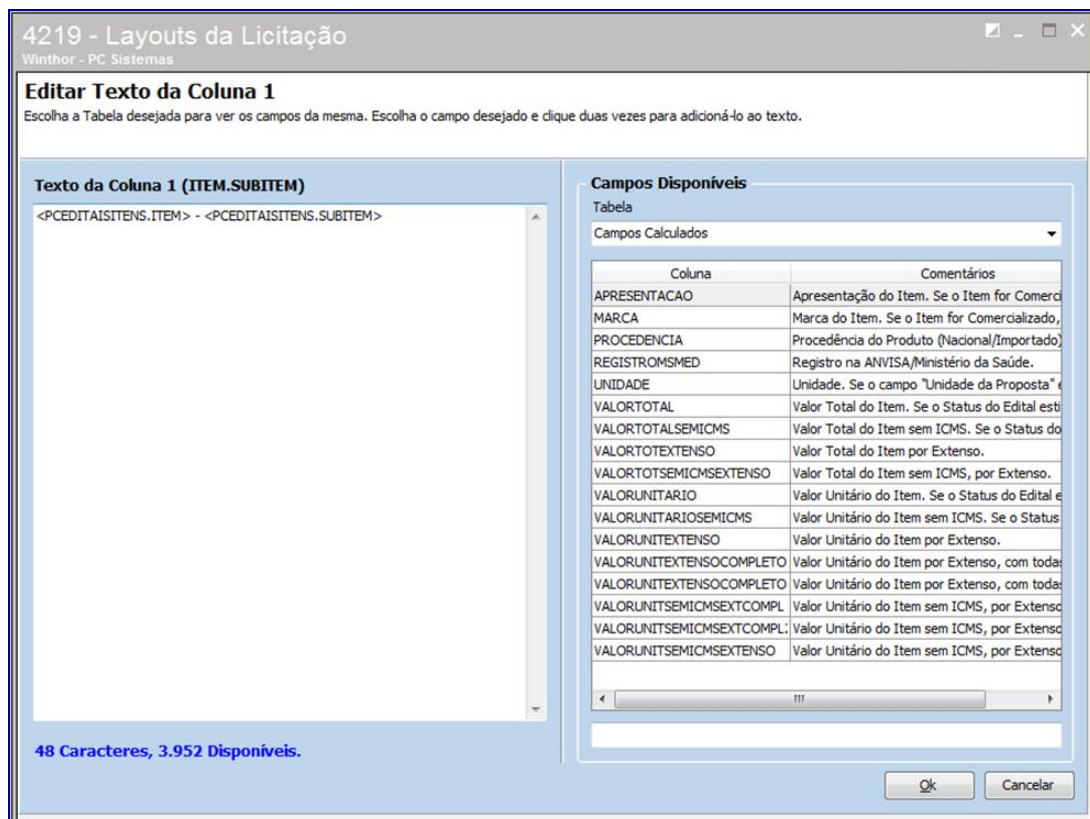 4219 - Layouts da Licitação
Winthor - PC Sistemas
Editar Texto da Coluna 1
Escolha a Tabela desejada para ver os campos da mesma. Escolha o campo desejado e clique duas vezes para adicioná-lo ao texto.
Texto da Coluna 1 (ITEM.SUBITEM)
<PCEDITAISITENS.ITEM> - <PCEDITAISITENS.SUBITEM>
48 Caracteres, 3.952 Disponíveis.
Campos Disponíveis
Tabela
Campos Calculados
Coluna Comentários
APRESENTACAO Apresentação do Item. Se o Item for Comerci
MARCA Marca do Item. Se o Item for Comercializado,
PROCEDENCIA Procedência do Produto (Nacional/Importado)
REGISTROMSMED Registro na ANVISA/Ministério da Saúde.
UNIDADE Unidade. Se o campo "Unidade da Proposta" e
VALORTOTAL Valor Total do Item. Se o Status do Edital esti
VALORTOTALSEMICMS Valor Total do Item sem ICMS. Se o Status do
VALORTOTEXTENSO Valor Total do Item por Extenso.
VALORTOTSEMICMSEXTENSO Valor Total do Item sem ICMS, por Extenso.
VALORUNITARIO Valor Unitário do Item. Se o Status do Edital e
VALORUNITARIOSEMICMS Valor Unitário do Item sem ICMS. Se o Status
VALORUNITEXTENSO Valor Unitário do Item por Extenso.
VALORUNITEXTENSOCOMPLETO Valor Unitário do Item por Extenso, com todas
VALORUNITEXTENSOCOMPLETO Valor Unitário do Item por Extenso, com todas
VALORUNITSEMICMSEXTCOMPL Valor Unitário do Item sem ICMS, por Extenso
VALORUNITSEMICMSEXTCOMPL Valor Unitário do Item sem ICMS, por Extenso
VALORUNITSEMICMSEXTENSO Valor Unitário do Item sem ICMS, por Extenso
Ok Cancelar